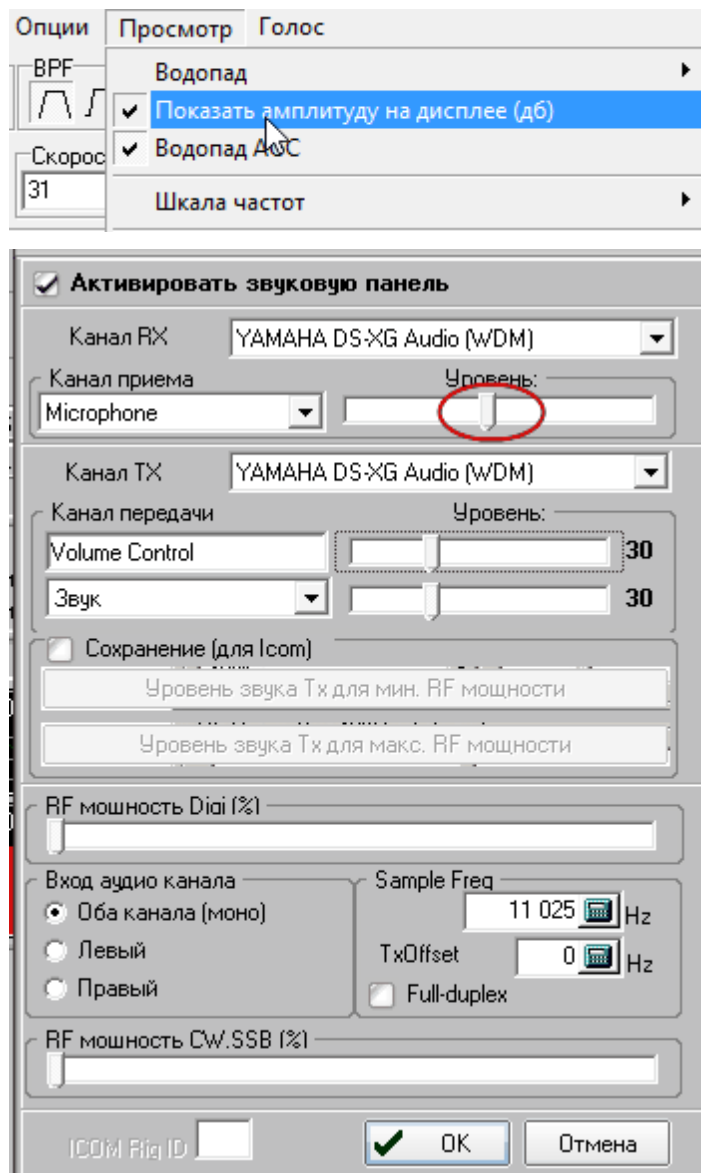 Опции Просмотр Голос
BPF
Водопад
Показать амплитуду на дисплее (дб)
Водопад AGC
Скорос
31
Шкала частот
Активировать звуковую панель
Канал RX YAMAHA DS-XG Audio (WDM)
Канал приема Уровень:
Microphone
Канал TX YAMAHA DS-XG Audio (WDM)
Канал передачи Уровень:
Volume Control 30
Звук 30
Сохранение (для Icom)
Уровень звука Tx для мин. RF мощности
Уровень звука Tx для макс. RF мощности
RF мошность Digi (%)
Вход аудио канала Sample Freq
Оба канала (моно) 11 025 Hz
Левый TxOffset 0 Hz
Правый Full-duplex
RF мошность CW.SSB (%)
ICOM Rig ID OK Отмена